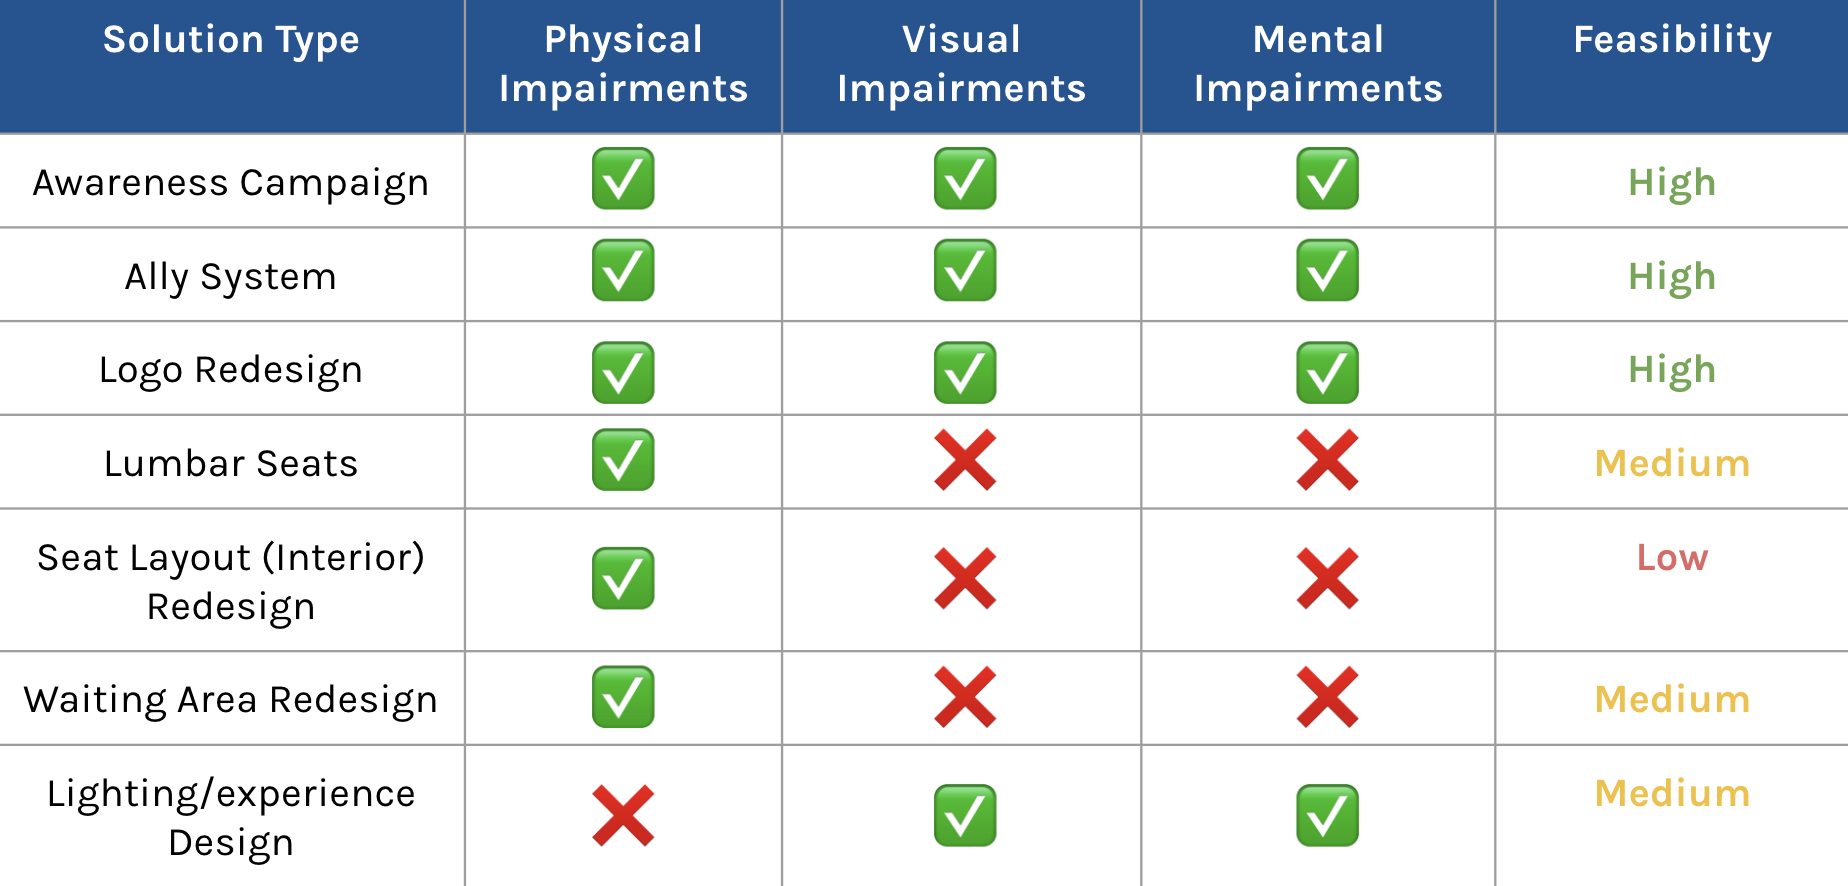 Solution Type
Physical
Impairments
Visual
Impairments
Mental
Impairments
Feasibility
Awareness Campaign
✅ ✅ ✅
High
Ally System
✅ ✅ ✅
High
Logo Redesign
✅ ✅ ✅
High
Lumbar Seats
✅ ❌ ❌
Medium
Seat Layout (Interior)
Redesign
✅ ❌ ❌
Low
Waiting Area Redesign
✅ ❌ ❌
Medium
Lighting/experience
Design
❌ ✅ ✅
Medium